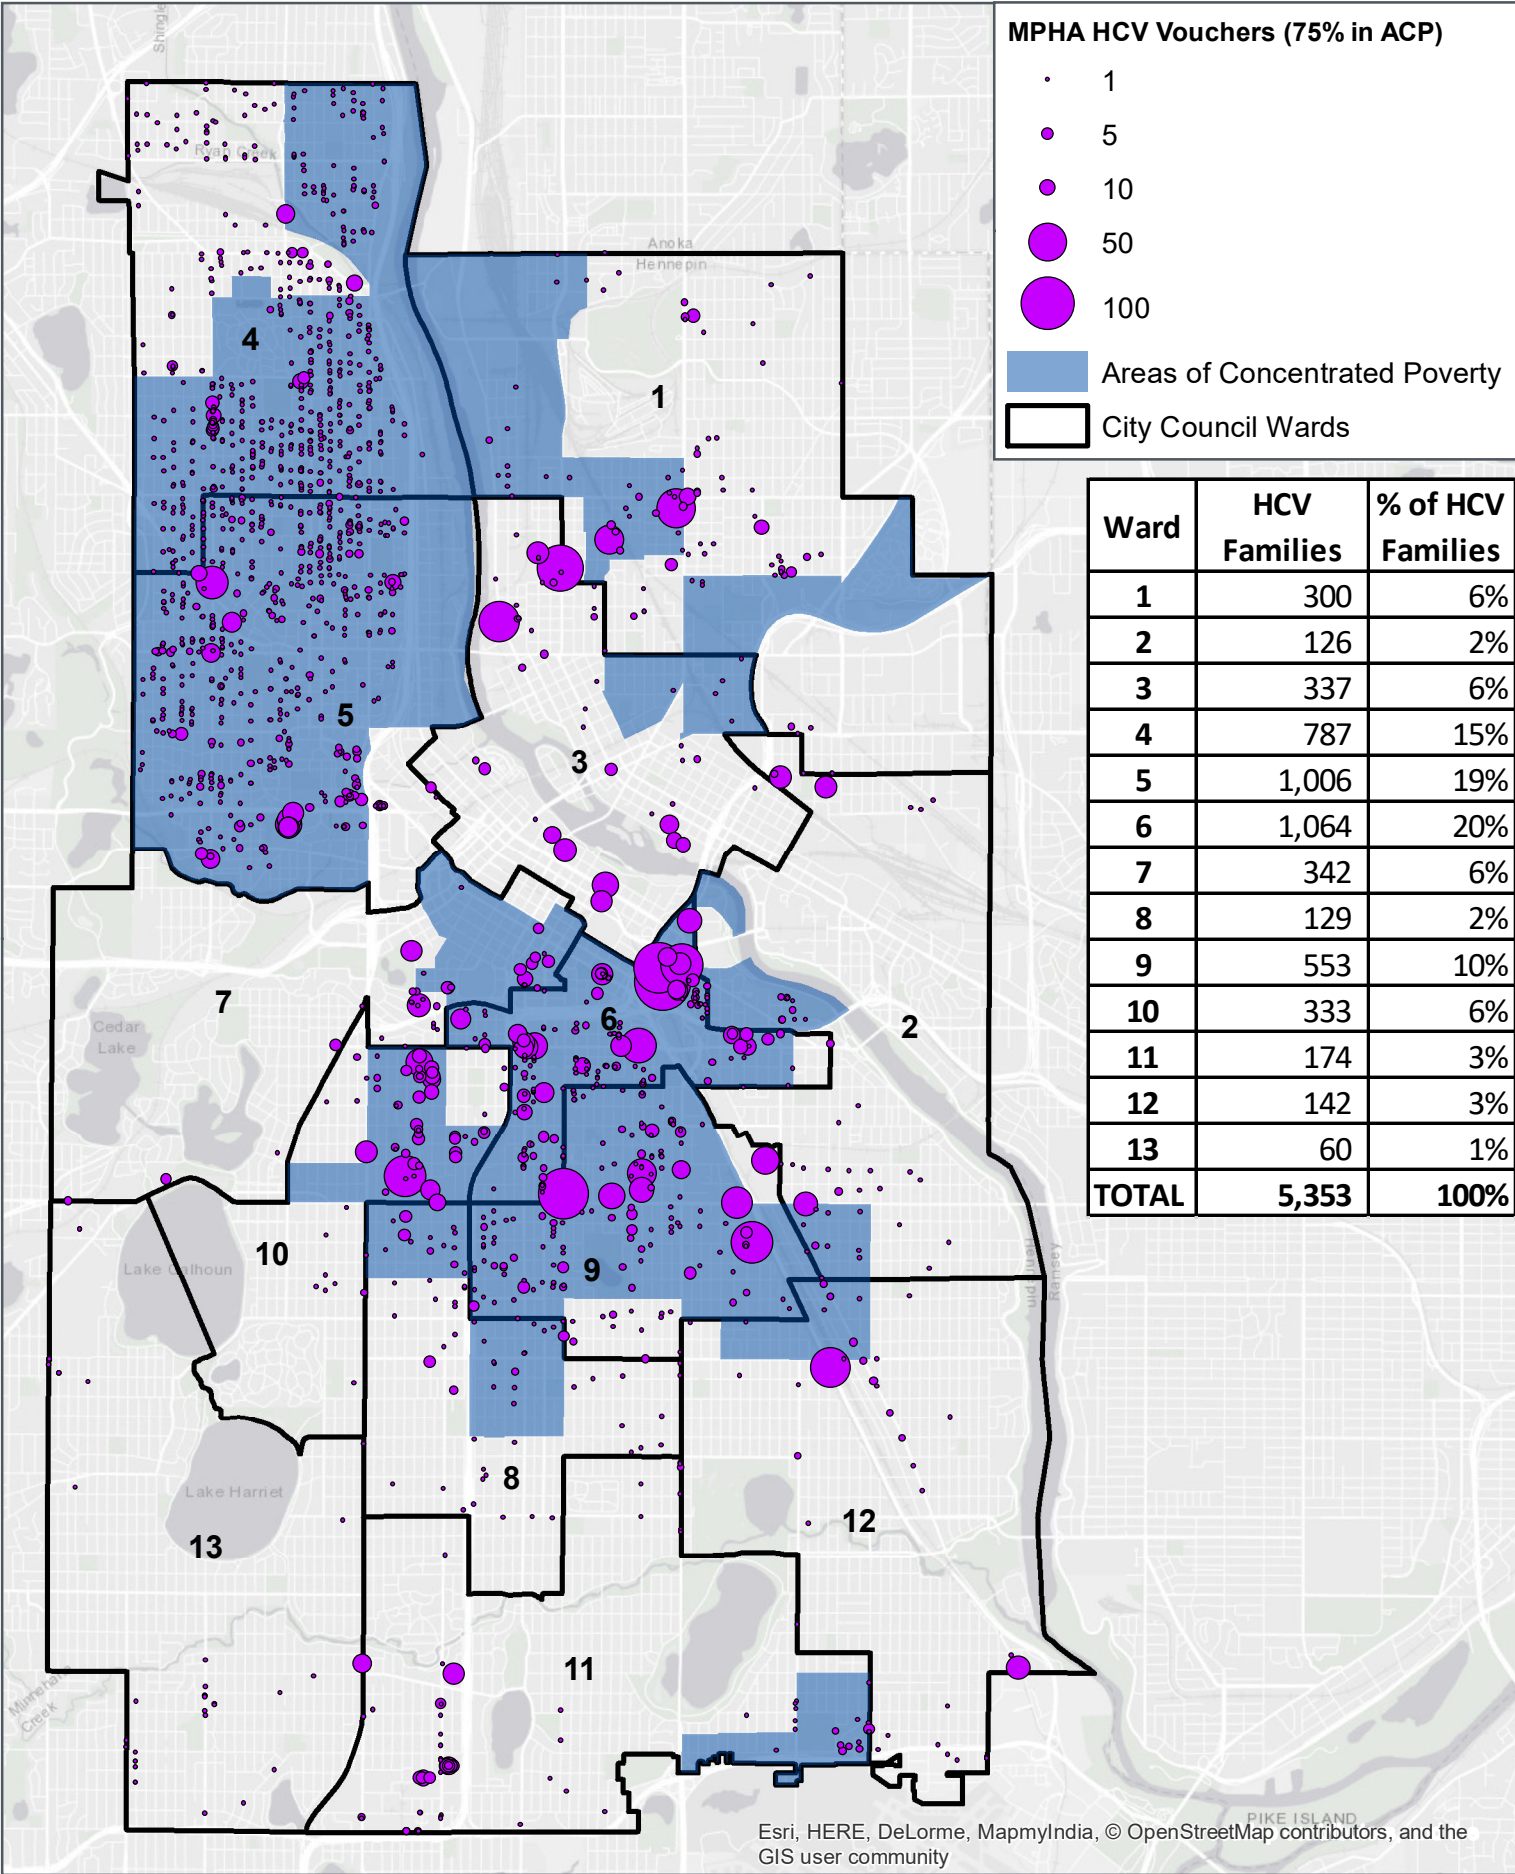 MPHA HCV Vouchers (75% in ACP)
1
5
10
50
100
Areas of Concentrated Poverty
City Council Wards
Ward HCV Families % of HCV Families
1 300 6%
2 126 2%
3 337 6%
4 787 15%
5 1,006 19%
6 1,064 20%
7 342 6%
8 129 2%
9 553 10%
10 333 6%
11 174 3%
12 142 3%
13 60 1%
TOTAL 5,353 100%
Shingle
Ryan Creek
Anoka
Hennepin
4
1
5
3
7
6
2
Cedar
Lake
10
Lake Calhoun
9
Hennepin
Ramsey
8
Lake Harriet
13
12
11
Minnehaha
Creek
PIKE ISLAND
Esri, HERE, DeLorme, MapmyIndia, © OpenStreetMap contributors, and the
GIS user community